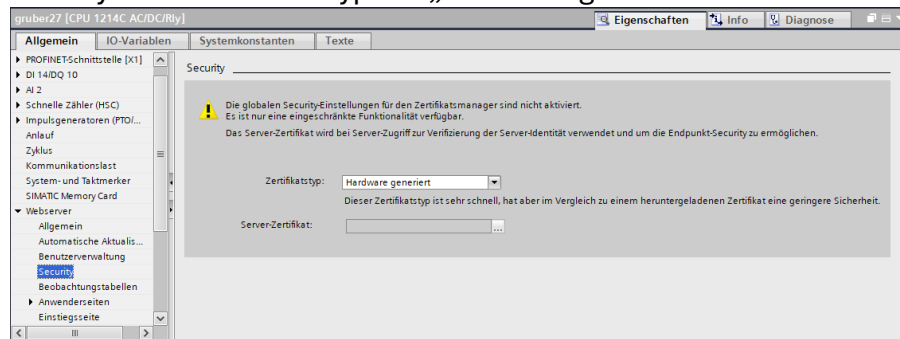 gruber27 [CPU 1214C AC/DC/Rly]
Eigenschaften
Info
Diagnose
Allgemein
IO-Variablen
Systemkonstanten
Texte
PROFINET-Schnittstelle [X1]
DI 14/DQ 10
AI 2
Schnelle Zähler (HSC)
Impulsgeneratoren (PTO/...
Anlauf
Zyklus
Kommunikationslast
System- und Taktmerker
SIMATIC Memory Card
Webserver
Allgemein
Automatische Aktualis...
Benutzerverwaltung
Security
Beobachtungstabellen
Anwenderseiten
Einstiegsseite
Security
Die globalen Security-Einstellungen für den Zertifikatsmanager sind nicht aktiviert.
Es ist nur eine eingeschränkte Funktionalität verfügbar.
Das Server-Zertifikat wird bei Server-Zugriff zur Verifizierung der Server-Identität verwendet und um die Endpunkt-Security zu ermöglichen.
Zertifikatstyp: Hardware generiert
Dieser Zertifikatstyp ist sehr schnell, hat aber im Vergleich zu einem heruntergeladenen Zertifikat eine geringere Sicherheit.
Server-Zertifikat: ...